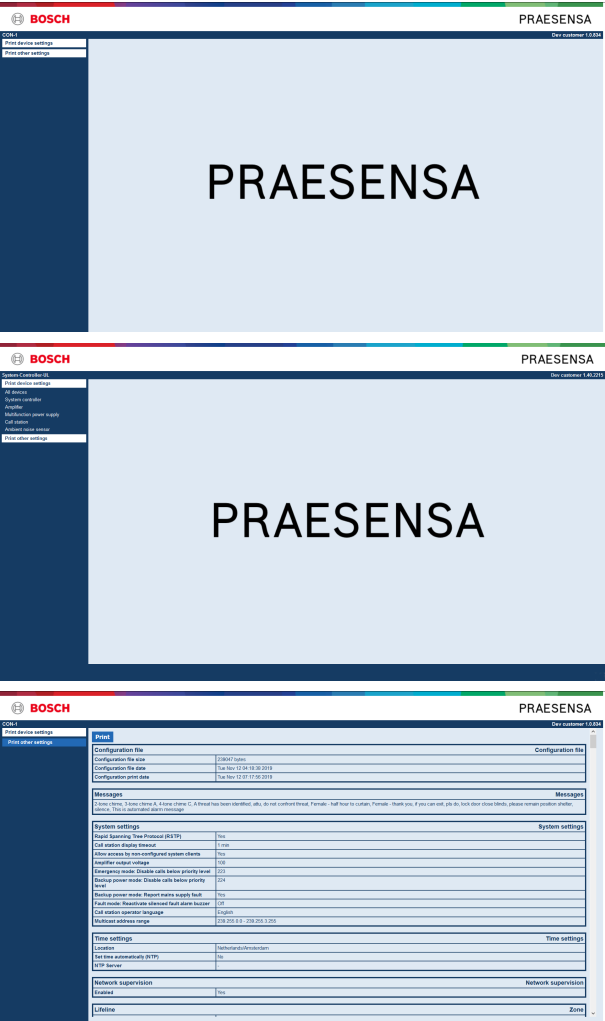 BOSCH PRAESENSA
CON-1 Dev customer 1.0.834
Print device settings
Print other settings
PRAESENSA
BOSCH PRAESENSA
System-Controller-UL Dev customer 1.40.2215
Print device settings
All devices
System controller
Amplifier
Multifunction power supply
Call station
Ambient noise sensor
Print other settings
PRAESENSA
BOSCH PRAESENSA
CON-1 Dev customer 1.0.834
Print device settings
Print other settings
Print
Configuration file Configuration file
Configuration file size 238047 bytes
Configuration file date Tue Nov 12 04:18:39 2019
Configuration print date Tue Nov 12 07:17:56 2019
Messages Messages
2-tone chime, 3-tone chime A, 4-tone chime C, A threat has been identified, attu, do not confront threat, Female - half hour to curtain, Female - thank you, if you can exit, pls do, lock door close blinds, please remain position shelter,
silence, This is automated alarm message
System settings System settings
Rapid Spanning Tree Protocol (RSTP) Yes
Call station display timeout 1 min
Allow access by non-configured system clients Yes
Amplifier output voltage 100
Emergency mode: Disable calls below priority level 223
Backup power mode: Disable calls below priority
level 224
Backup power mode: Report mains supply fault Yes
Fault mode: Reactivate silenced fault alarm buzzer Off
Call station operator language English
Multicast address range 239.255.0.0 - 239.255.3.255
Time settings Time settings
Location Netherlands/Amsterdam
Set time automatically (NTP) No
NTP Server -
Network supervision Network supervision
Enabled Yes
Lifeline Zone